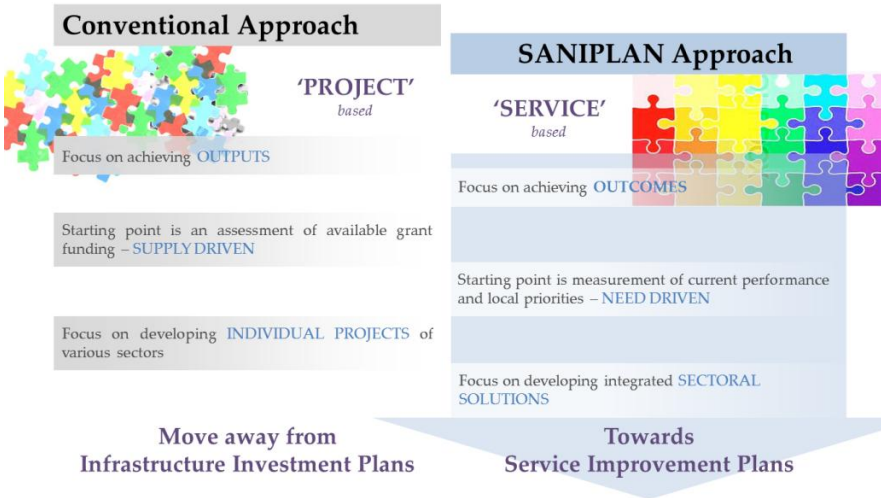 Conventional Approach
‘PROJECT’
based
Focus on achieving OUTPUTS
Starting point is an assessment of available grant
funding – SUPPLY DRIVEN
Focus on developing INDIVIDUAL PROJECTS of
various sectors
Move away from
Infrastructure Investment Plans
SANIPLAN Approach
‘SERVICE’
based
Focus on achieving OUTCOMES
Starting point is measurement of current performance
and local priorities – NEED DRIVEN
Focus on developing integrated SECTORAL
SOLUTIONS
Towards
Service Improvement Plans